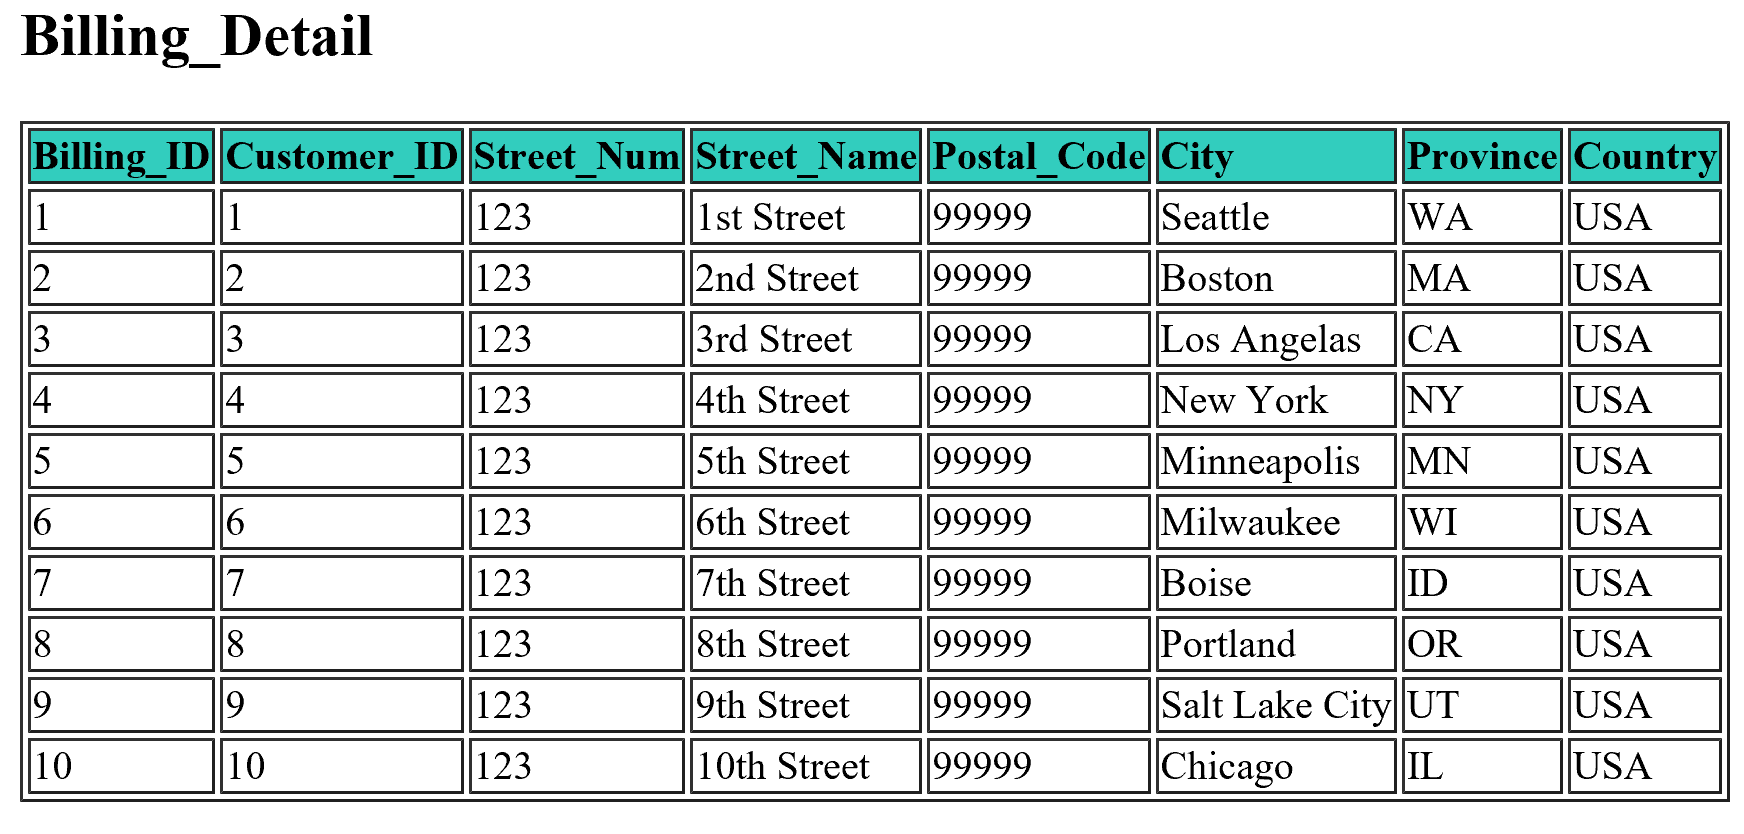 Billing_Detail
Billing_ID Customer_ID Street_Num Street_Name Postal_Code City Province Country
1 1 123 1st Street 99999 Seattle WA USA
2 2 123 2nd Street 99999 Boston MA USA
3 3 123 3rd Street 99999 Los Angelas CA USA
4 4 123 4th Street 99999 New York NY USA
5 5 123 5th Street 99999 Minneapolis MN USA
6 6 123 6th Street 99999 Milwaukee WI USA
7 7 123 7th Street 99999 Boise ID USA
8 8 123 8th Street 99999 Portland OR USA
9 9 123 9th Street 99999 Salt Lake City UT USA
10 10 123 10th Street 99999 Chicago IL USA